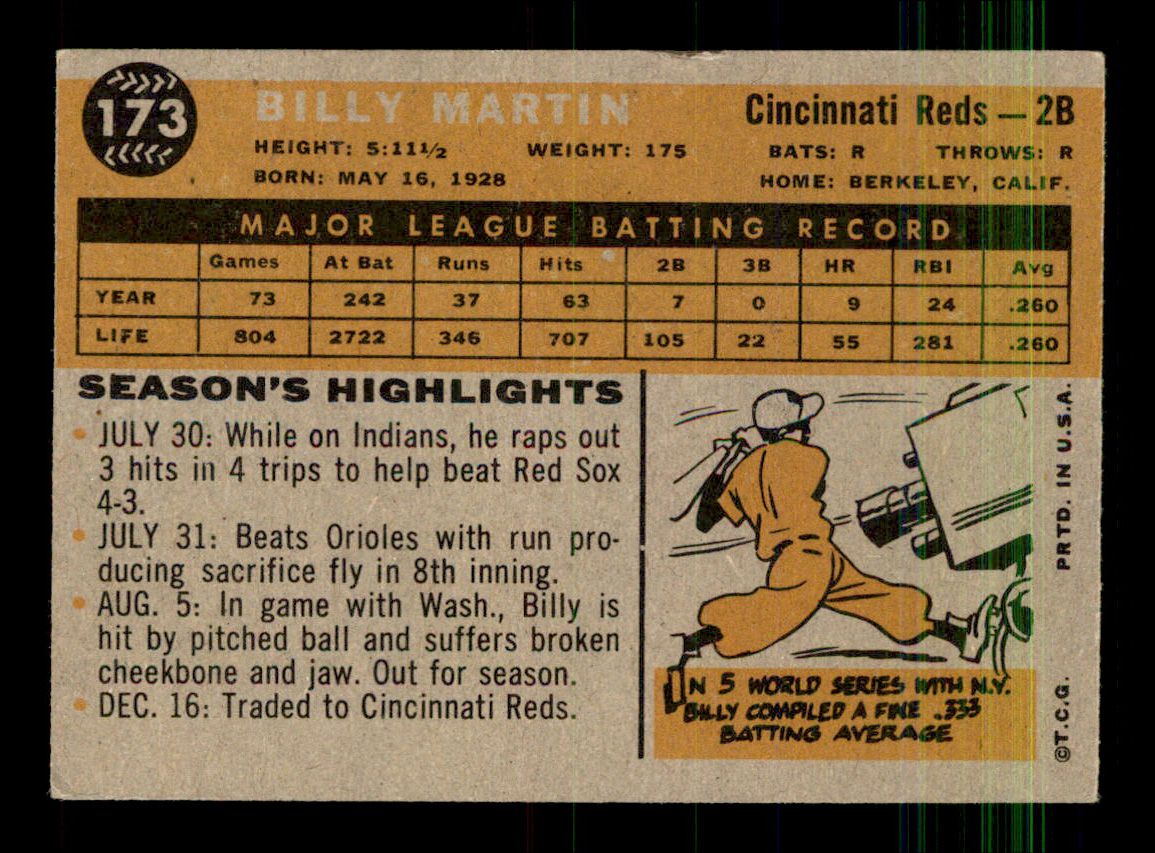 173
BILLY MARTIN
Cincinnati Reds — 2B
HEIGHT: 5:11½ WEIGHT: 175 BATS: R THROWS: R
BORN: MAY 16, 1928 HOME: BERKELEY, CALIF.
MAJOR LEAGUE BATTING RECORD
Games At Bat Runs Hits 2B 3B HR RBI Avg
YEAR 73 242 37 63 7 0 9 24 .260
LIFE 804 2722 346 707 105 22 55 281 .260
SEASON'S HIGHLIGHTS
• JULY 30: While on Indians, he raps out
3 hits in 4 trips to help beat Red Sox
4-3.
• JULY 31: Beats Orioles with run pro-
ducing sacrifice fly in 8th inning.
• AUG. 5: In game with Wash., Billy is
hit by pitched ball and suffers broken
cheekbone and jaw. Out for season.
• DEC. 16: Traded to Cincinnati Reds.
IN 5 WORLD SERIES WITH N.Y.
BILLY COMPILED A FINE .333
BATTING AVERAGE
©T.C.G. PRTD. IN U.S.A.